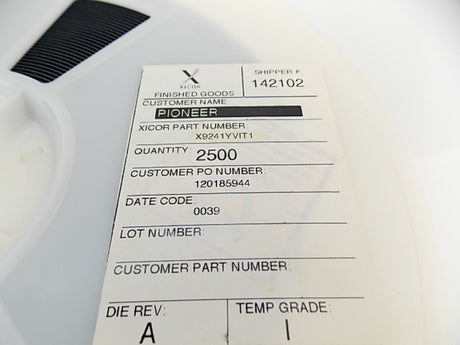 X
XICOR
FINISHED GOODS
SHIPPER #
142102
CUSTOMER NAME
PIONEER
XICOR PART NUMBER
X9241YVIT1
QUANTITY:
2500
CUSTOMER PO NUMBER:
120185944
DATE CODE
0039
LOT NUMBER:
CUSTOMER PART NUMBER:
DIE REV:
A
TEMP GRADE:
I